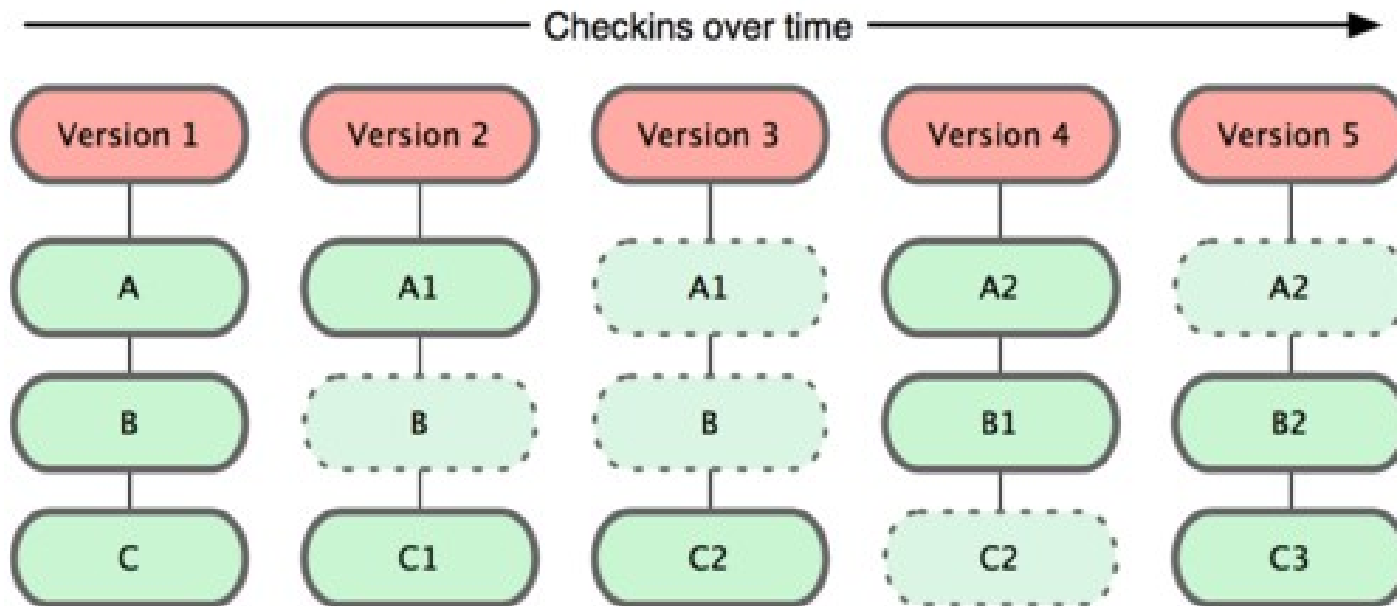 Checkins over time
Version 1 Version 2 Version 3 Version 4 Version 5
A A1 A1 A2 A2
B B B B1 B2
C C1 C2 C2 C3